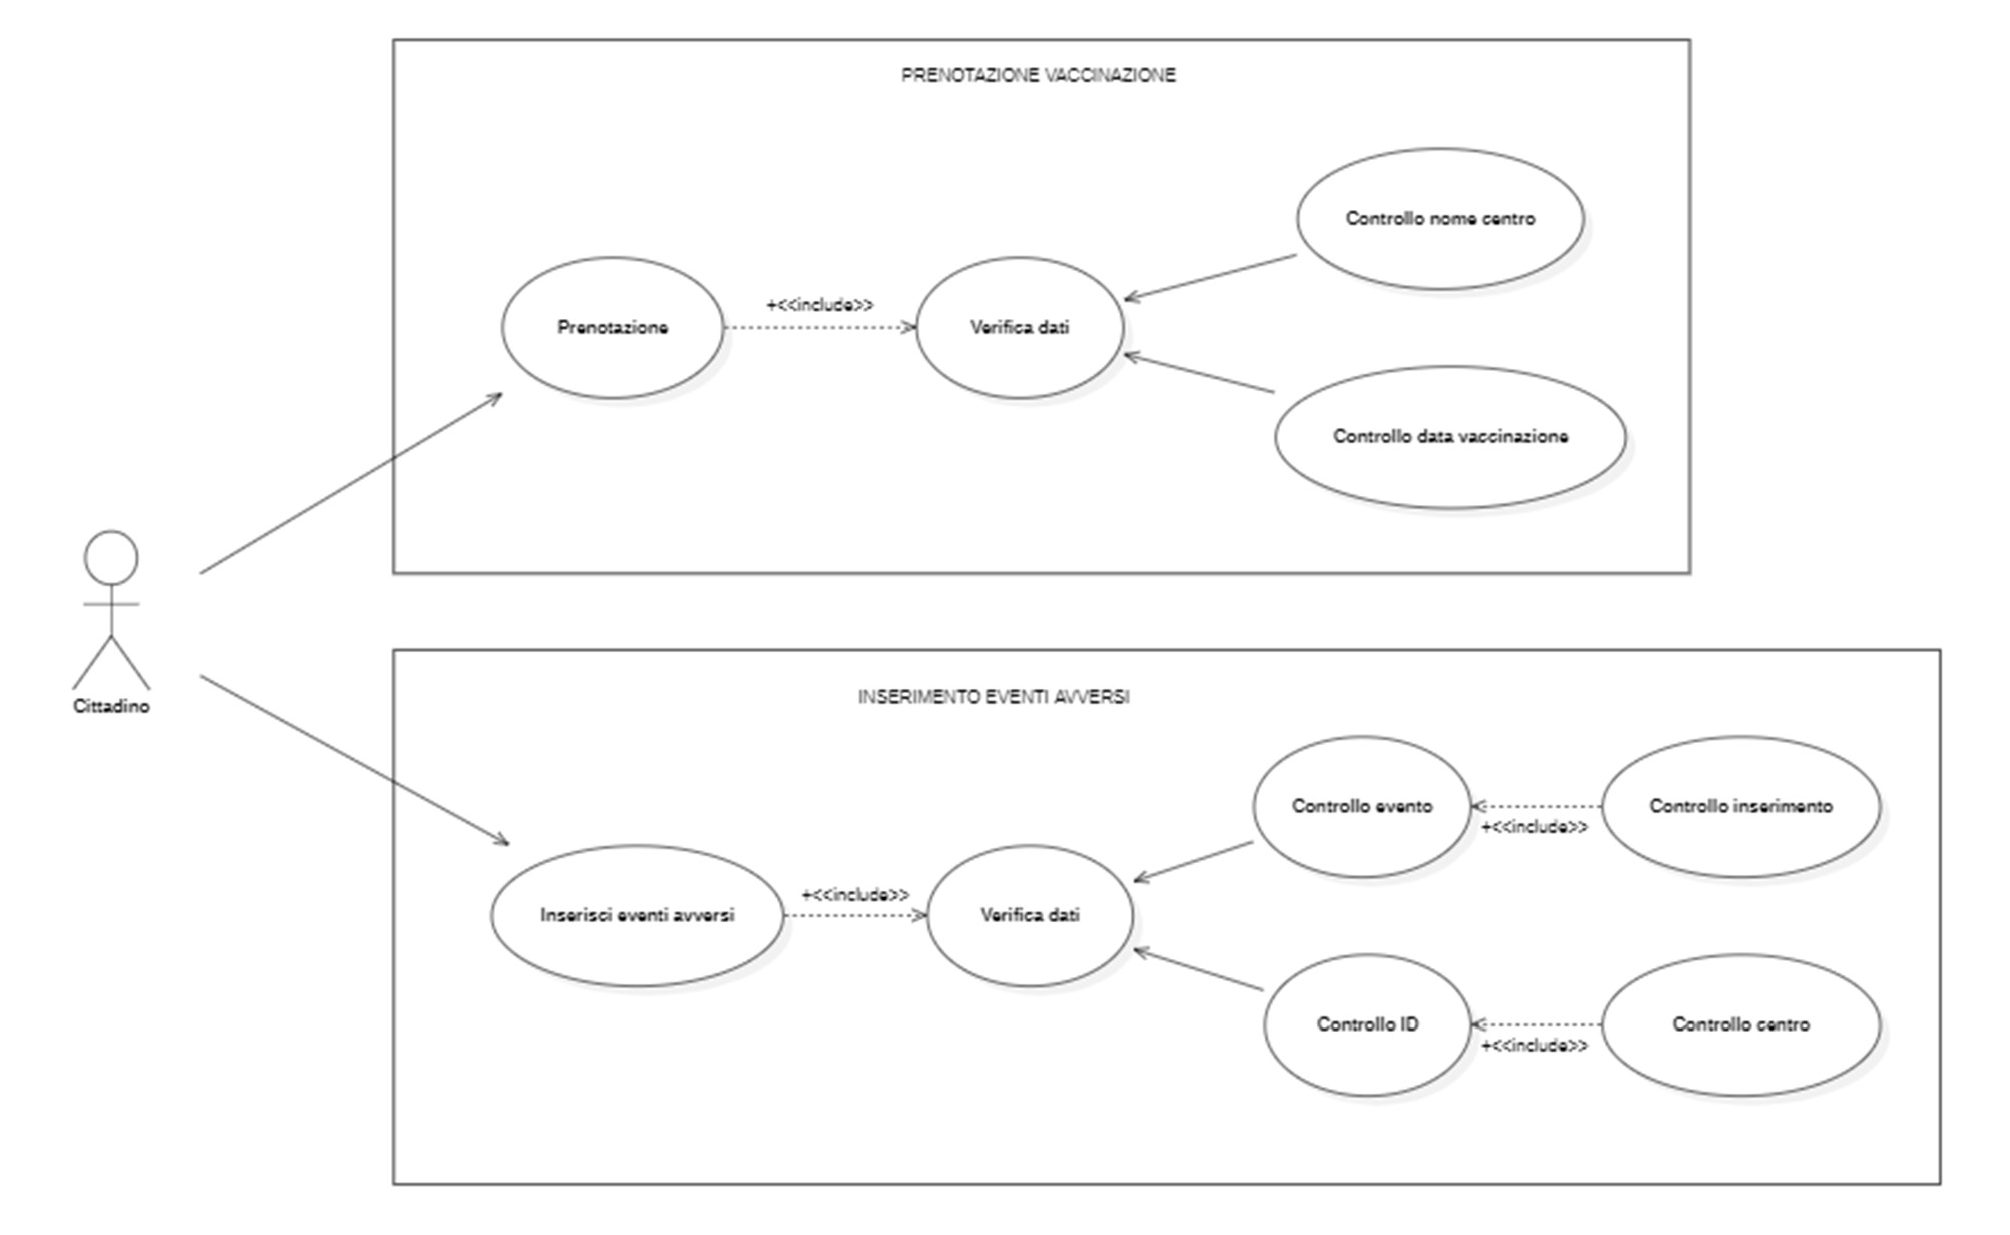 PRENOTAZIONE VACCINAZIONE
Controllo nome centro
+<<include>>
Prenotazione
Verifica dati
Controllo data vaccinazione
Cittadino
INSERIMENTO EVENTI AVVERSI
Controllo evento
Controllo inserimento
+<<include>>
+<<include>>
Inserisci eventi avversi
Verifica dati
Controllo ID
Controllo centro
+<<include>>